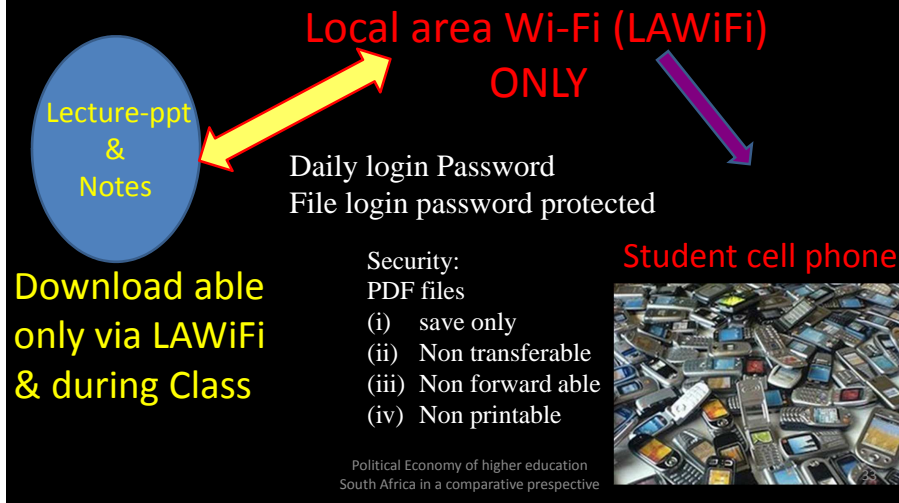 Local area Wi-Fi (LAWiFi)
ONLY
Lecture-ppt
&
Notes
Daily login Password
File login password protected
Download able
only via LAWiFi
& during Class
Security:
PDF files
(i) save only
(ii) Non transferable
(iii) Non forward able
(iv) Non printable
Student cell phone
Political Economy of higher education
South Africa in a comparative prespective
33